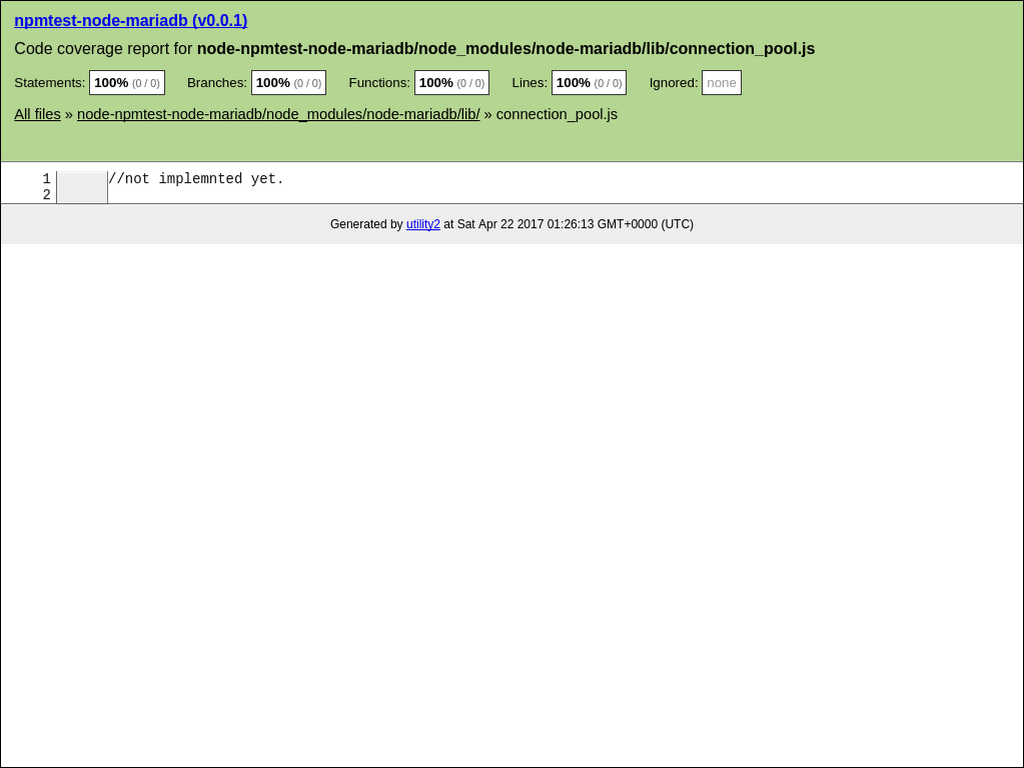 npmtest-node-mariadb (v0.0.1)
Code coverage report for node-npmtest-node-mariadb/node_modules/node-mariadb/lib/connection_pool.js
Statements: 100% (0 / 0) Branches: 100% (0 / 0) Functions: 100% (0 / 0) Lines: 100% (0 / 0) Ignored: none
All files » node-npmtest-node-mariadb/node_modules/node-mariadb/lib/ » connection_pool.js
1 //not implemnted yet.
2
Generated by utility2 at Sat Apr 22 2017 01:26:13 GMT+0000 (UTC)